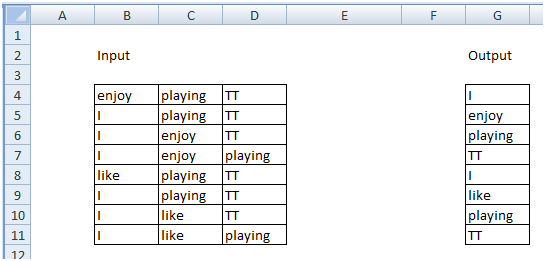 A B C D E F G
1
2 Input Output
3
4 enjoy playing TT I
5 I playing TT enjoy
6 I enjoy TT playing
7 I enjoy playing TT
8 like playing TT I
9 I playing TT like
10 I like TT playing
11 I like playing TT
12